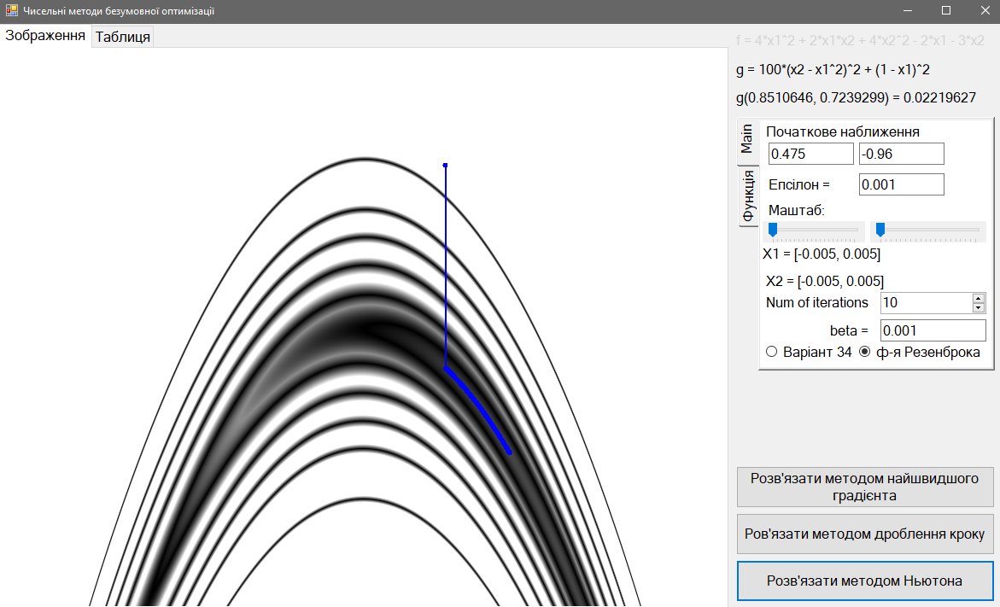 Чисельні методи безумовної оптимізації
Зображення Таблиця
f = 4*x1^2 + 2*x1*x2 + 4*x2^2 - 2*x1 - 3*x2
g = 100*(x2 - x1^2)^2 + (1 - x1)^2
g(0.8510646, 0.7239299) = 0.02219627
Main
Функція
Початкове наближення
0.475 -0.96
Епсілон = 0.001
Маштаб:
X1 = [-0.005, 0.005]
X2 = [-0.005, 0.005]
Num of iterations 10
beta = 0.001
Варіант 34 ф-я Резенброка
Розв'язати методом найшвидшого
градієнта
Ров'язати методом дроблення кроку
Розв'язати методом Ньютона